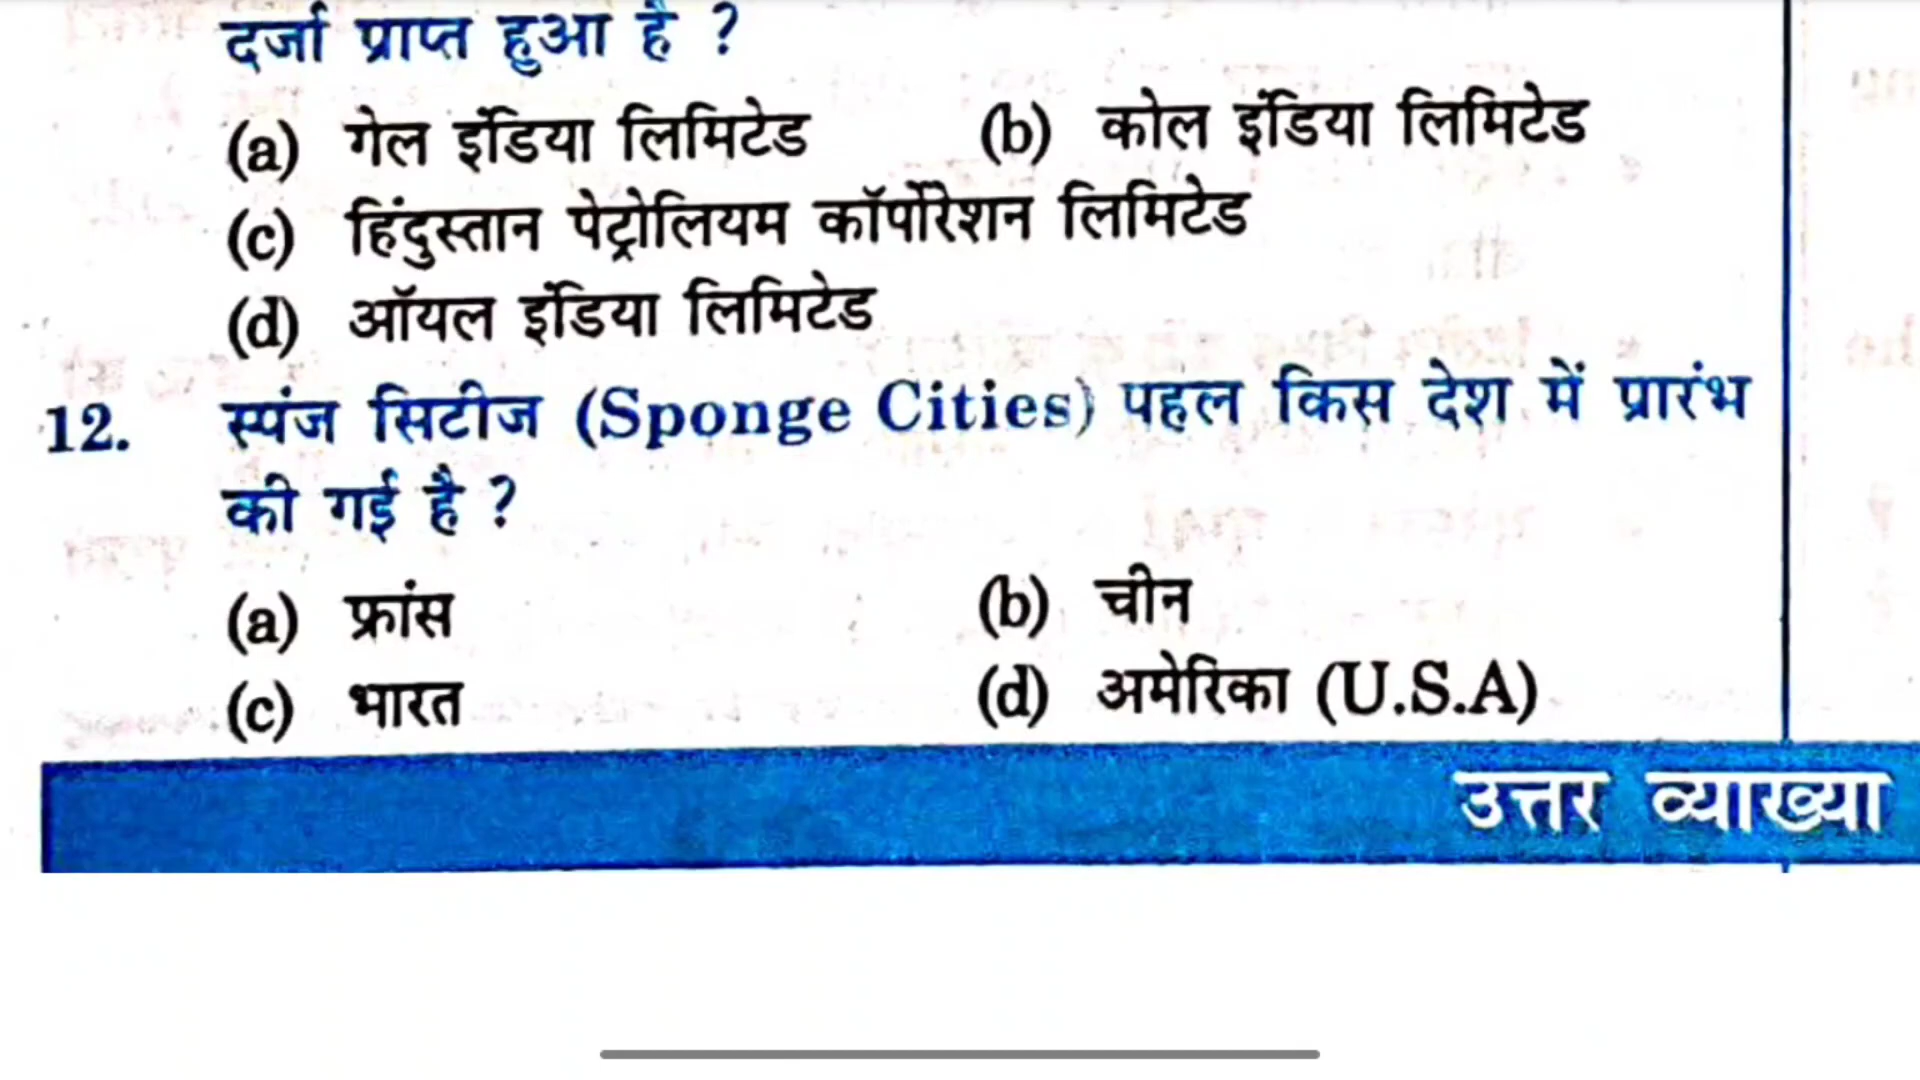 दर्जा प्राप्त हुआ है ?
(a) गेल इंडिया लिमिटेड (b) कोल इंडिया लिमिटेड
(c) हिंदुस्तान पेट्रोलियम कॉर्पोरेशन लिमिटेड
(d) ऑयल इंडिया लिमिटेड
12. स्पंज सिटीज (Sponge Cities) पहल किस देश में प्रारंभ
की गई है ?
(a) फ्रांस (b) चीन
(c) भारत (d) अमेरिका (U.S.A)
उत्तर व्याख्या